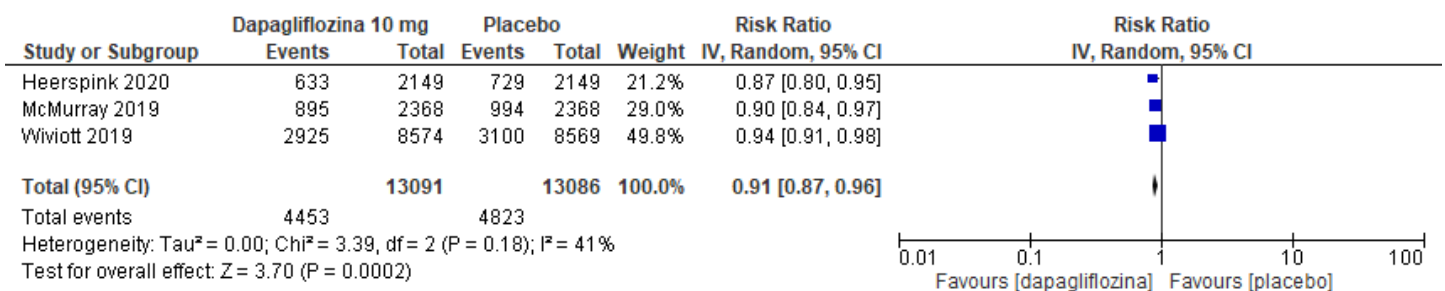 Dapagliflozina 10 mg Placebo Risk Ratio Risk Ratio
Study or Subgroup Events Total Events Total Weight IV, Random, 95% CI IV, Random, 95% CI
Heerspink 2020 633 2149 729 2149 21.2% 0.87 [0.80, 0.95]
McMurray 2019 895 2368 994 2368 29.0% 0.90 [0.84, 0.97]
Wiviott 2019 2925 8574 3100 8569 49.8% 0.94 [0.91, 0.98]
Total (95% CI) 13091 13086 100.0% 0.91 [0.87, 0.96]
Total events 4453 4823
Heterogeneity: Tau² = 0.00; Chi² = 3.39, df = 2 (P = 0.18); I² = 41%
Test for overall effect: Z = 3.70 (P = 0.0002)
0.01 0.1 1 10 100
Favours [dapagliflozina] Favours [placebo]